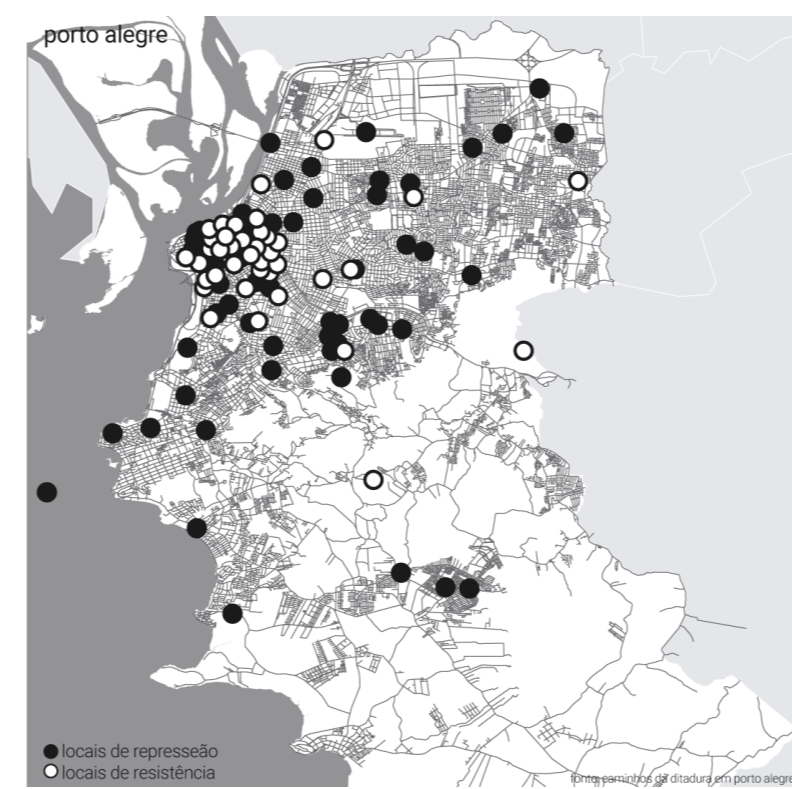 porto alegre
locais de represseão
locais de resistência
fonte: caminhos da ditadura em porto alegre